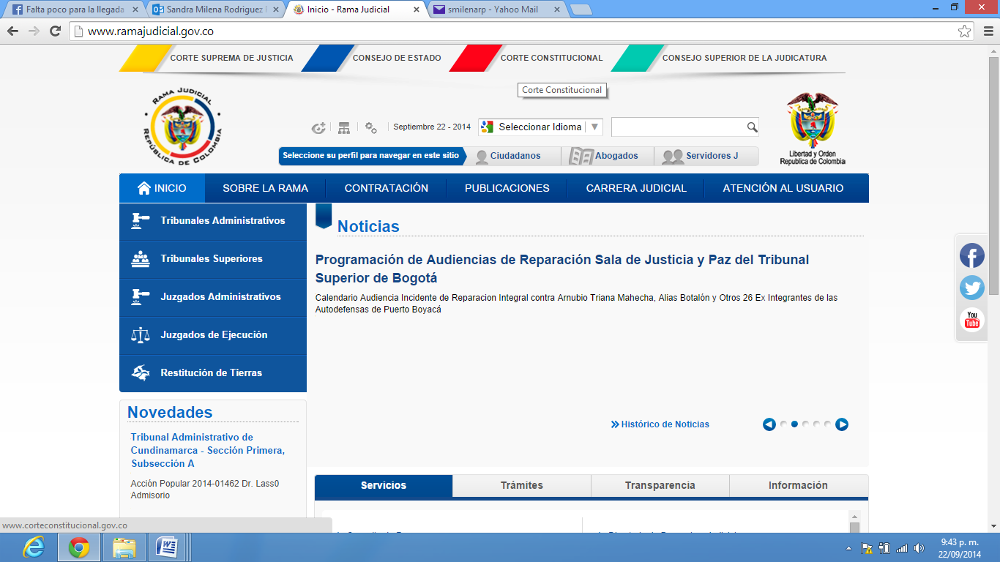 Falta poco para la llegada
Sandra Milena Rodriguez
Inicio - Rama Judicial
smilenarp - Yahoo Mail
www.ramajudicial.gov.co
CORTE SUPREMA DE JUSTICIA
CONSEJO DE ESTADO
CORTE CONSTITUCIONAL
CONSEJO SUPERIOR DE LA JUDICATURA
Corte Constitucional
RAMA JUDICIAL
REPÚBLICA DE COLOMBIA
Septiembre 22 - 2014
Seleccionar Idioma
Libertad y Orden
Republica de Colombia
Seleccione su perfil para navegar en este sitio
Ciudadanos
Abogados
Servidores J
INICIO
SOBRE LA RAMA
CONTRATACIÓN
PUBLICACIONES
CARRERA JUDICIAL
ATENCIÓN AL USUARIO
Tribunales Administrativos
Tribunales Superiores
Juzgados Administrativos
Juzgados de Ejecución
Restitución de Tierras
Noticias
Programación de Audiencias de Reparación Sala de Justicia y Paz del Tribunal
Superior de Bogotá
Calendario Audiencia Incidente de Reparacion Integral contra Arnubio Triana Mahecha, Alias Botalón y Otros 26 Ex Integrantes de las
Autodefensas de Puerto Boyacá
Histórico de Noticias
You
Tube
Novedades
Tribunal Administrativo de
Cundinamarca - Sección Primera,
Subsección A
Acción Popular 2014-01462 Dr. Lass0
Admisorio
Servicios
Trámites
Transparencia
Información
www.corteconstitucional.gov.co
9:43 p. m.
22/09/2014